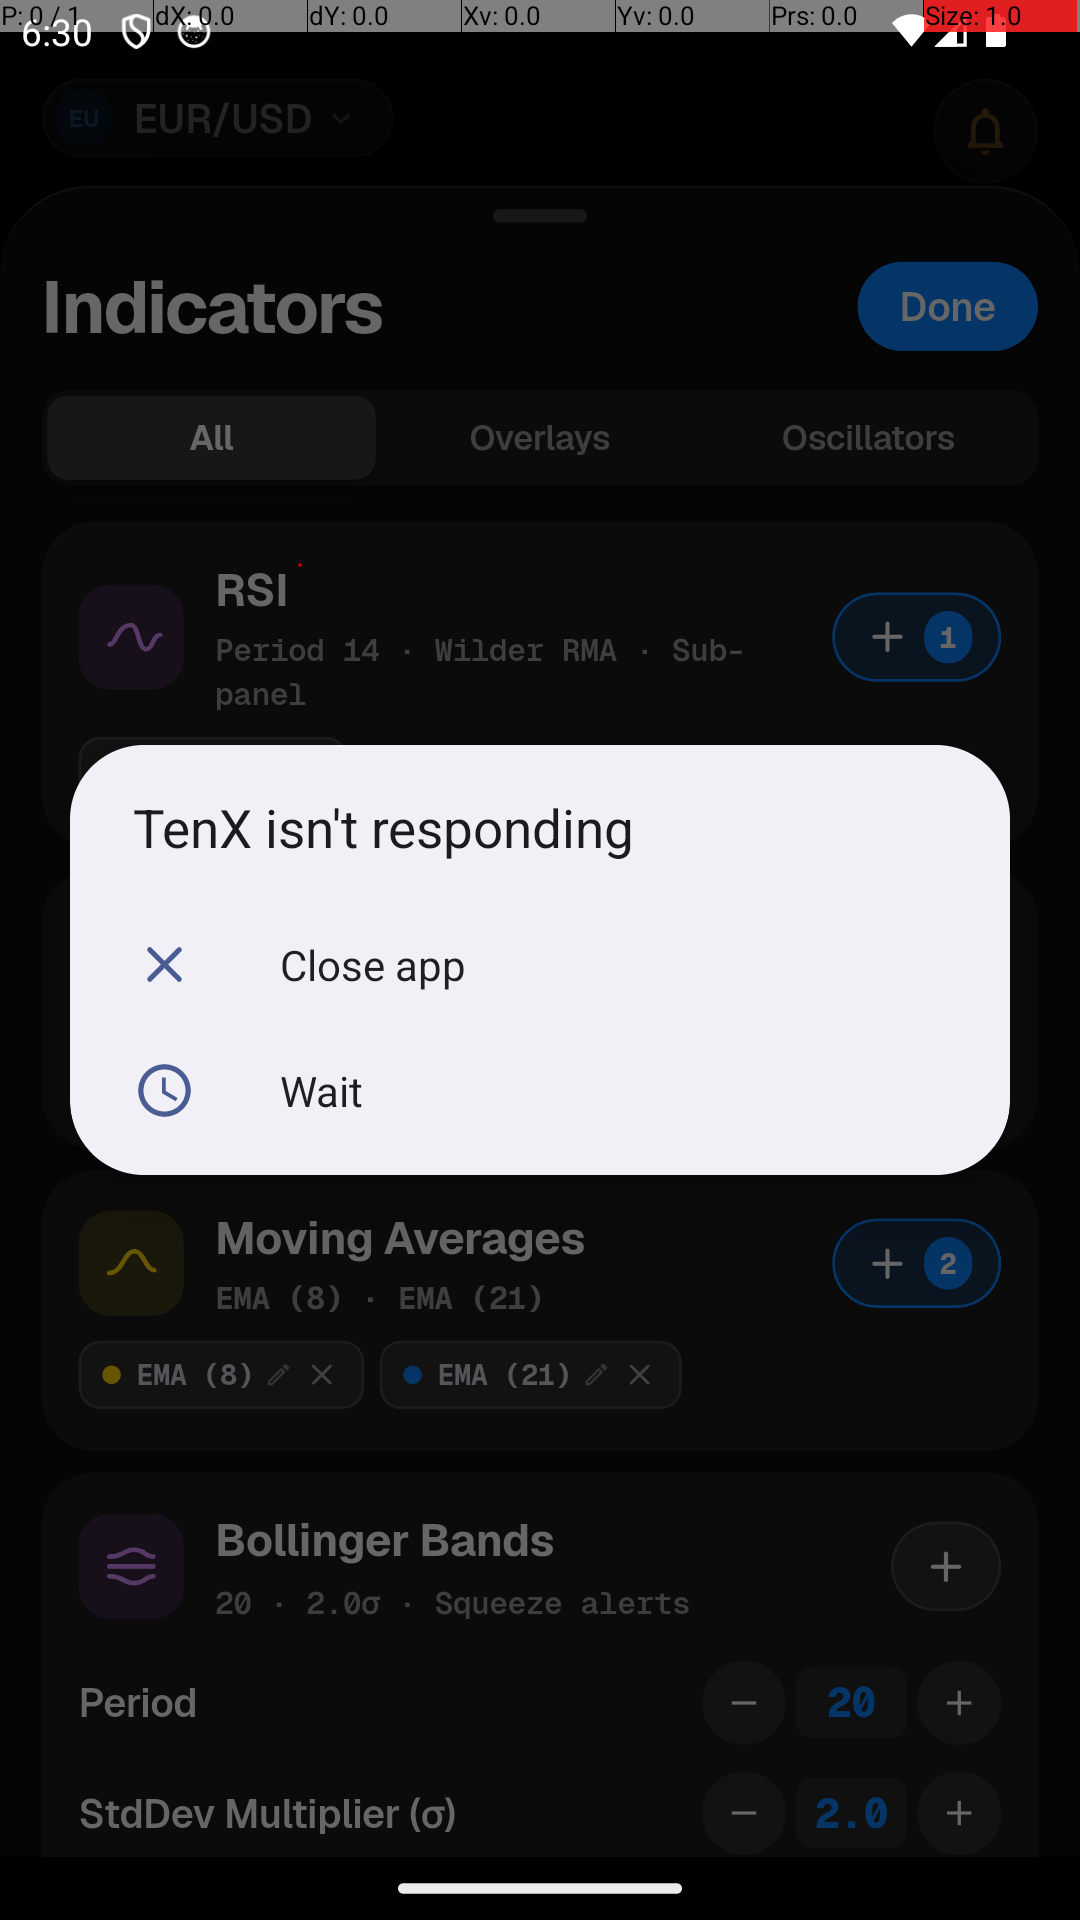 P: 0 / 1 dX: 0.0 dY: 0.0 Xv: 0.0 Yv: 0.0 Prs: 0.0 Size: 1.0
6:30
EU EUR/USD
Indicators
Done
All Overlays Oscillators
RSI
Period 14 · Wilder RMA · Sub-
panel
1
TenX isn't responding
Close app
Wait
Moving Averages
EMA (8) · EMA (21)
2
EMA (8) EMA (21)
Bollinger Bands
20 · 2.0σ · Squeeze alerts
Period
20
StdDev Multiplier (σ)
2.0